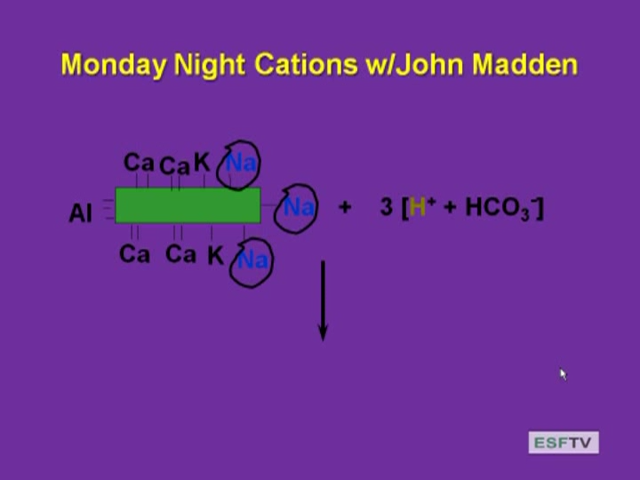 Monday Night Cations w/John Madden
Ca Ca K Na
Al Na + 3 [H⁺ + HCO₃⁻]
Ca Ca K Na
ESFTV